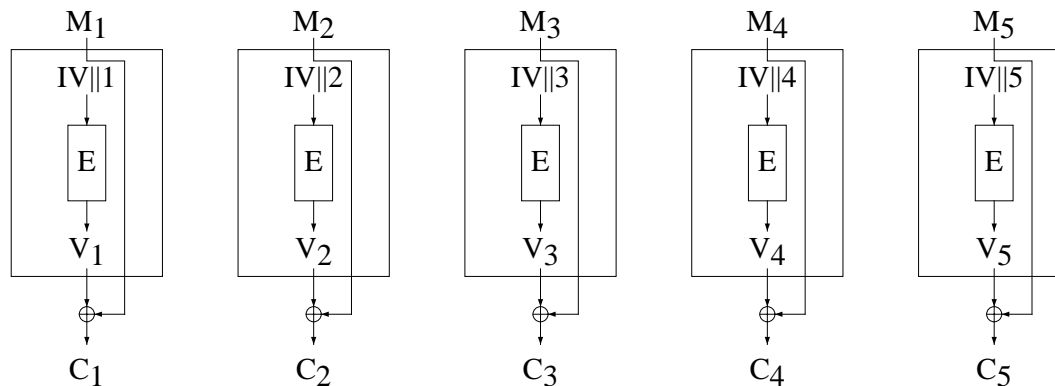 M1 M2 M3 M4 M5
IV||1 IV||2 IV||3 IV||4 IV||5
E E E E E
V1 V2 V3 V4 V5
C1 C2 C3 C4 C5